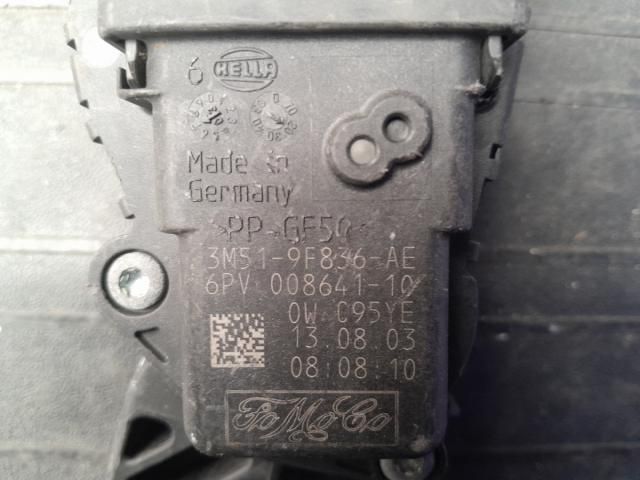 6 HELLA
Made in
Germany
>PP-GF50<
3M51-9F836-AE
6PV 008641-10
0W C95YE
13.08.03
08:08:10
FoMoCo